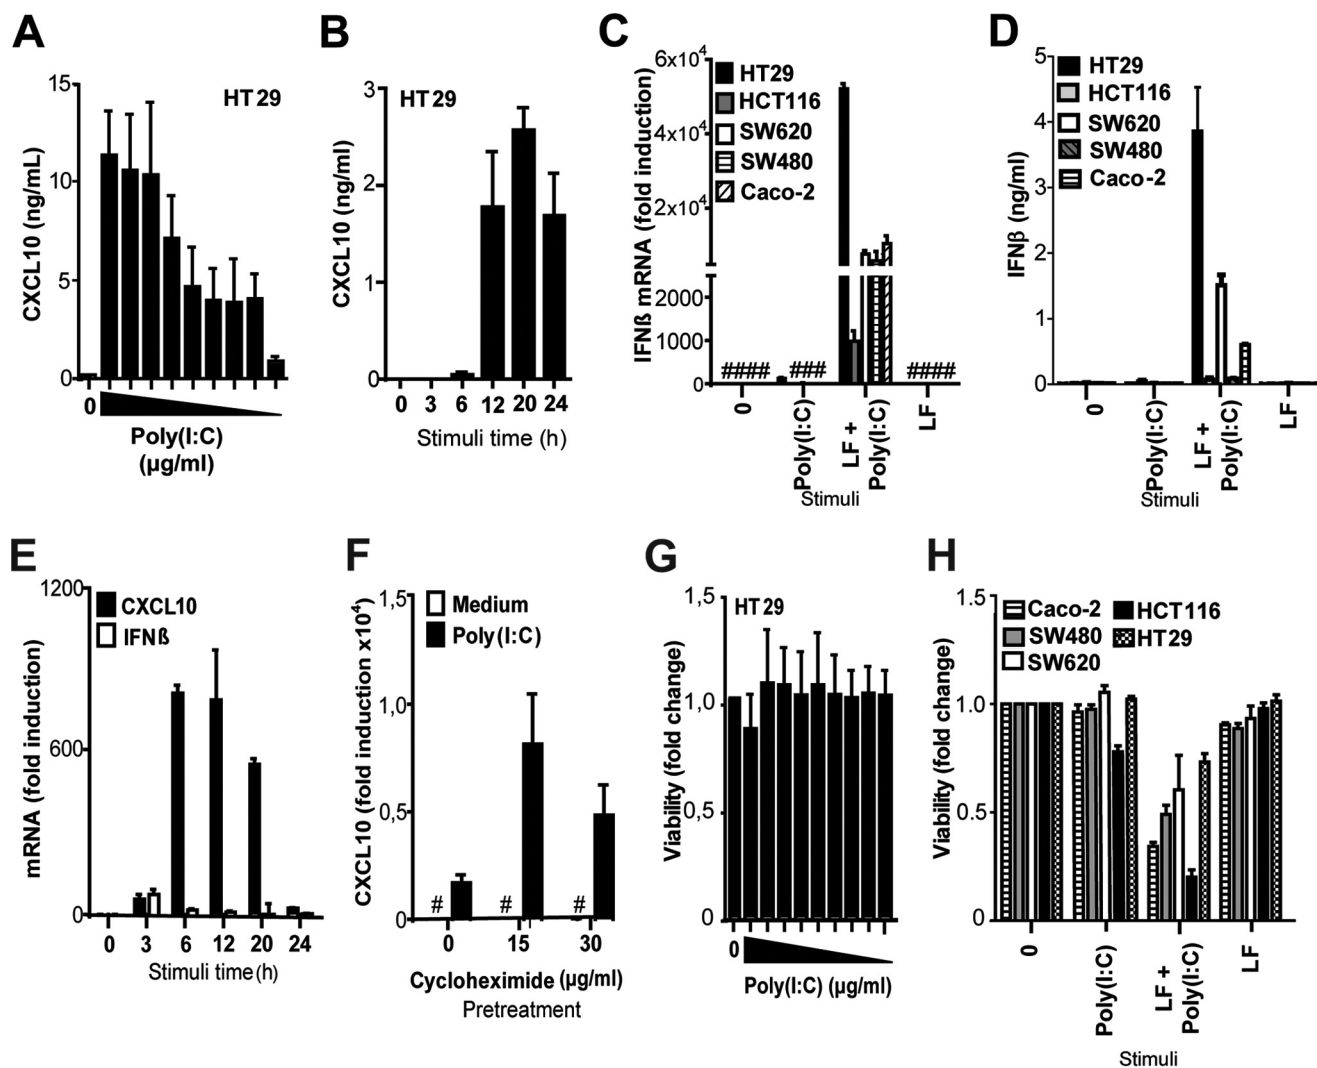 A
CXCL10 (ng/mL)
15
10
5
0
HT29
0
Poly(I:C)
(µg/ml)
B
CXCL10 (ng/ml)
3
2
1
0
HT29
0 3 6 12 20 24
Stimuli time (h)
C
IFNß mRNA (fold induction)
6x10⁴
4x10⁴
2x10⁴
2000
1000
0
HT29
HCT116
SW620
SW480
Caco-2
#### ### ####
0
Poly(I:C)
LF +
Poly(I:C)
LF
Stimuli
D
IFNβ (ng/ml)
5
4
3
2
1
0
HT29
HCT116
SW620
SW480
Caco-2
0
Poly(I:C)
LF +
Poly(I:C)
LF
Stimuli
E
mRNA (fold induction)
1200
600
0
CXCL10
IFNß
0 3 6 12 20 24
Stimuli time (h)
F
CXCL10 (fold induction x10⁴)
1,5
1,0
0,5
0
Medium
Poly(I:C)
# # #
0 15 30
Cycloheximide (µg/ml)
Pretreatment
G
Viability (fold change)
1.5
1.0
0.5
0
HT29
0
Poly(I:C) (µg/ml)
H
Viability (fold change)
1.5
1.0
0.5
0
Caco-2 HCT116
SW480 HT29
SW620
0
Poly(I:C)
LF +
Poly(I:C)
LF
Stimuli